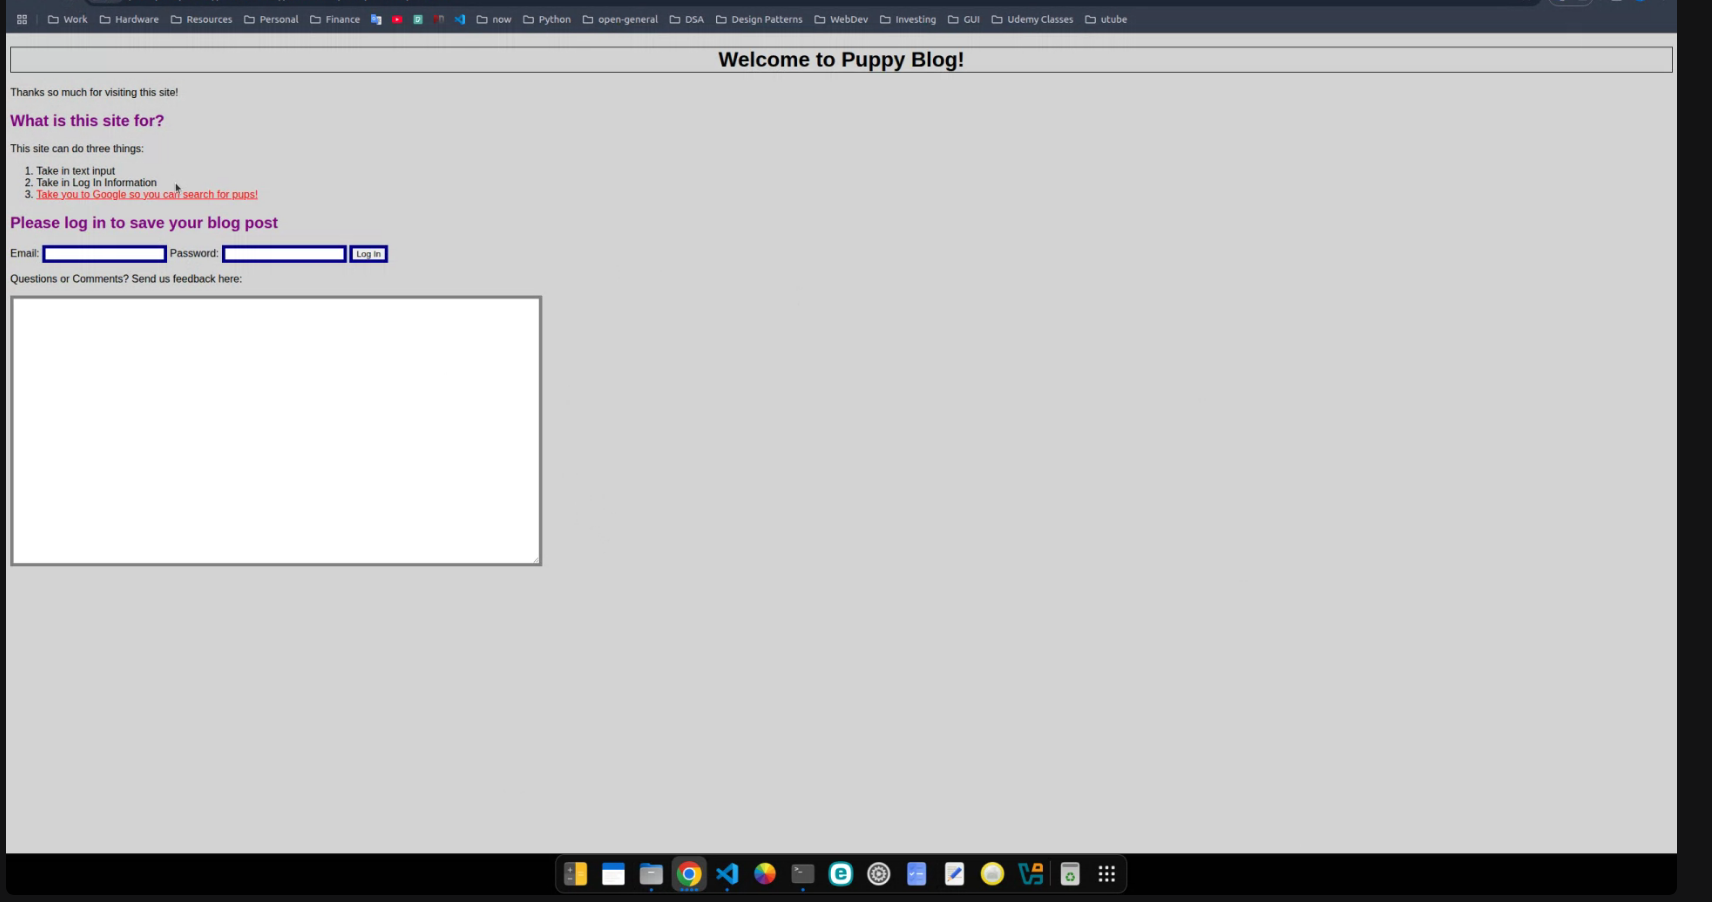 Work Hardware Resources Personal Finance now Python open-general DSA Design Patterns WebDev Investing GUI Udemy Classes utube
Welcome to Puppy Blog!
Thanks so much for visiting this site!
What is this site for?
This site can do three things:
1. Take in text input
2. Take in Log In Information
3. Take you to Google so you can search for pups!
Please log in to save your blog post
Email: Password: Log In
Questions or Comments? Send us feedback here: